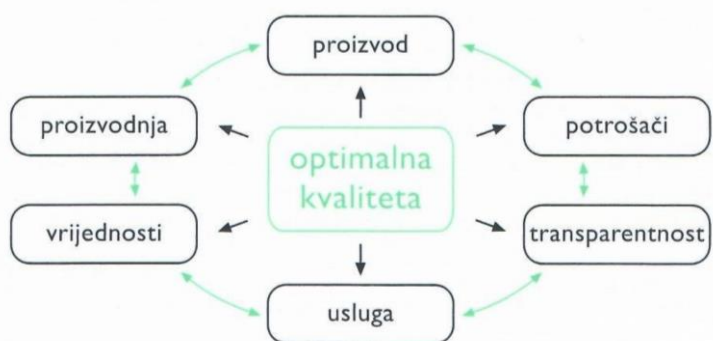 proizvod
proizvodnja
potrošači
optimalna
kvaliteta
vrijednosti
transparentnost
usluga